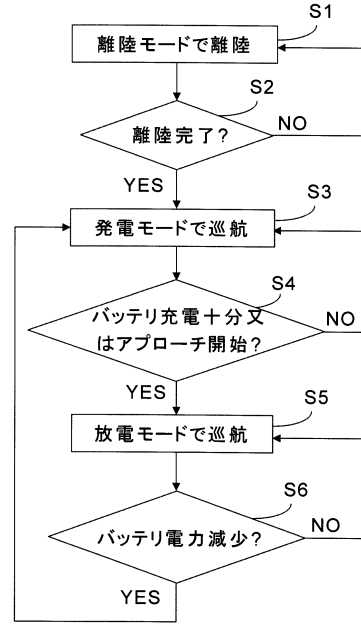 S1
離陸モードで離陸
S2
離陸完了?
NO
YES
S3
発電モードで巡航
S4
バッテリ充電十分又
はアプローチ開始?
NO
YES
S5
放電モードで巡航
S6
バッテリ電力減少?
NO
YES